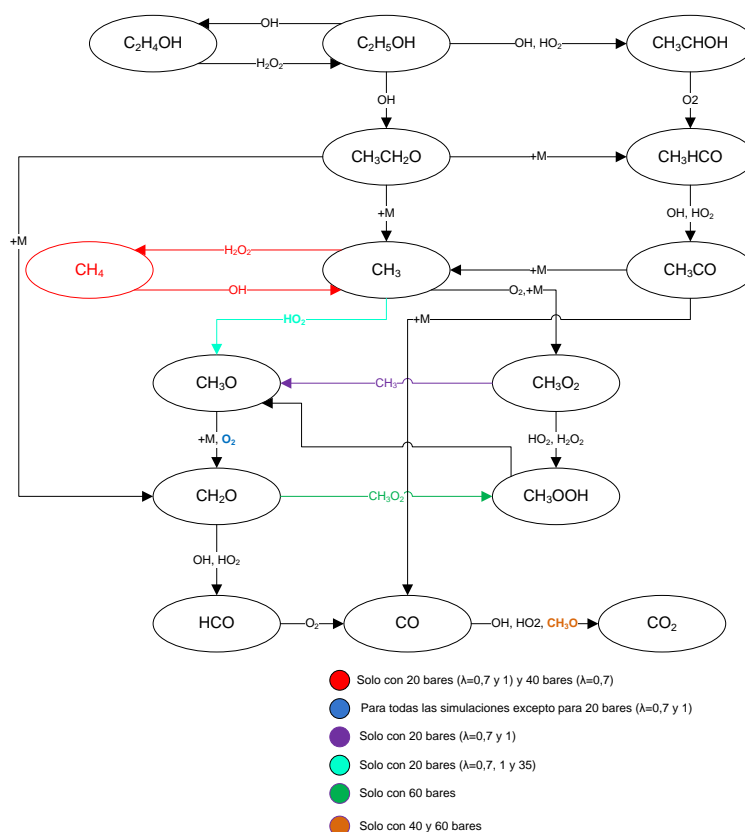 OH
C₂H₄OH
C₂H₅OH
OH, HO₂
CH₃CHOH
H₂O₂
OH
O2
CH₃CH₂O
+M
CH₃HCO
+M
+M
OH, HO₂
H₂O₂
CH₄
CH₃
+M
CH₃CO
OH
O₂,+M
HO₂
+M
CH₃O
CH₃
CH₃O₂
+M, O₂
HO₂, H₂O₂
CH₂O
CH₃O₂
CH₃OOH
OH, HO₂
HCO
O₂
CO
OH, HO2, CH₃O
CO₂
Solo con 20 bares (λ=0,7 y 1) y 40 bares (λ=0,7)
Para todas las simulaciones excepto para 20 bares (λ=0,7 y 1)
Solo con 20 bares (λ=0,7 y 1)
Solo con 20 bares (λ=0,7, 1 y 35)
Solo con 60 bares
Solo con 40 y 60 bares